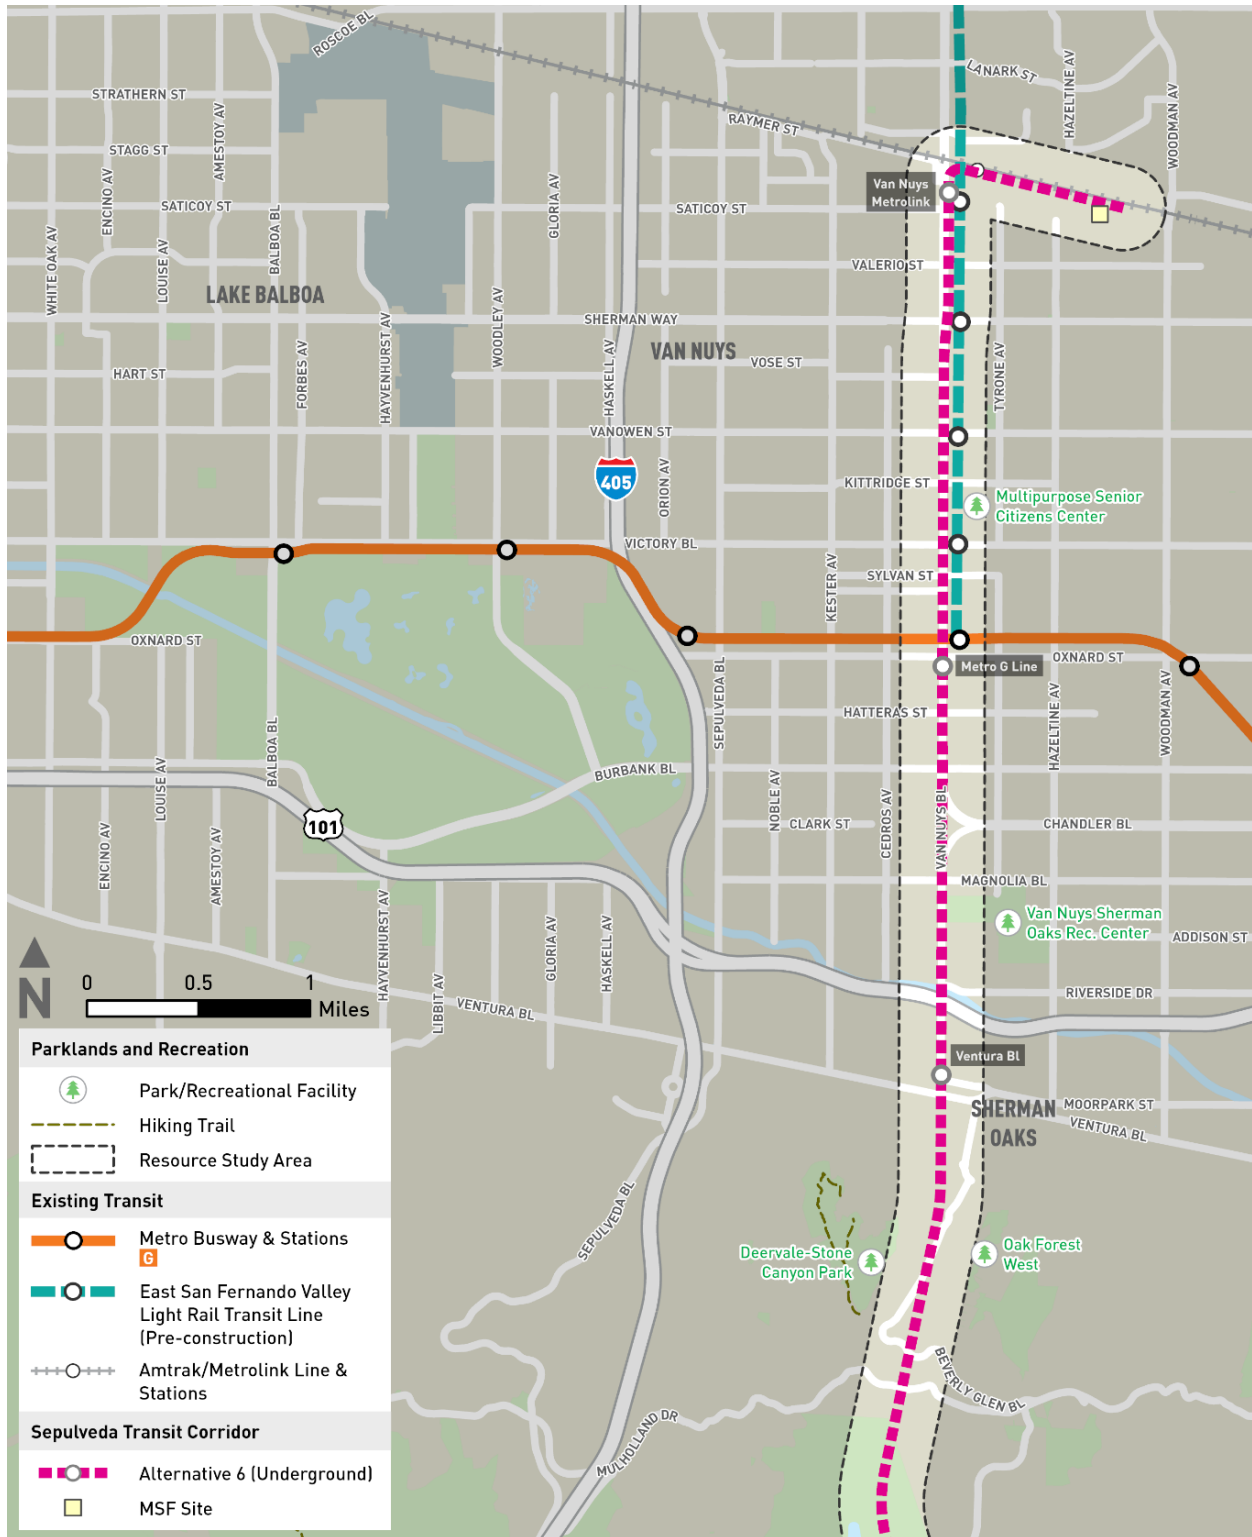 ROSCOE BL
LANARK ST
HAZELTINE AV
WOODMAN AV
STRATHERN ST
RAYMER ST
STAGG ST
AMESTOY AV
ENCINO AV
Van Nuys
Metrolink
SATICOY ST
GLORIA AV
SATICOY ST
WHITE OAK AV
LOUISE AV
BALBOA BL
VALERIO ST
LAKE BALBOA
WOODLEY AV
SHERMAN WAY
VAN NUYS
HART ST
FORBES AV
HAYVENHURST AV
HASKELL AV
VOSE ST
TYRONE AV
VANOWEN ST
405
ORION AV
KITTRIDGE ST
Multipurpose Senior
Citizens Center
VICTORY BL
SYLVAN ST
KESTER AV
OXNARD ST
OXNARD ST
Metro G Line
SEPULVEDA BL
HATTERAS ST
HAZELTINE AV
WOODMAN AV
BALBOA BL
BURBANK BL
LOUISE AV
NOBLE AV
101
CLARK ST
CEDROS AV
VAN NUYS BL
CHANDLER BL
ENCINO AV
AMESTOY AV
MAGNOLIA BL
Van Nuys Sherman
Oaks Rec. Center
ADDISON ST
HAYVENHURST AV
GLORIA AV
HASKELL AV
N
0 0.5 1
Miles
LIBBIT AV
VENTURA BL
RIVERSIDE DR
Ventura Bl
SHERMAN
OAKS
MOORPARK ST
VENTURA BL
SEPULVEDA BL
Deervale-Stone
Canyon Park
Oak Forest
West
BEVERLY GLEN BL
MULHOLLAND DR
Parklands and Recreation
Park/Recreational Facility
Hiking Trail
Resource Study Area
Existing Transit
Metro Busway & Stations
G
East San Fernando Valley
Light Rail Transit Line
(Pre-construction)
Amtrak/Metrolink Line &
Stations
Sepulveda Transit Corridor
Alternative 6 (Underground)
MSF Site